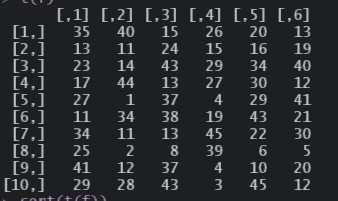 [,1] [,2] [,3] [,4] [,5] [,6]
 [1,]   35   40   15   26   20   13
 [2,]   13   11   24   15   16   19
 [3,]   23   14   43   29   34   40
 [4,]   17   44   13   27   30   12
 [5,]   27    1   37    4   29   41
 [6,]   11   34   38   19   43   21
 [7,]   34   11   13   45   22   30
 [8,]   25    2    8   39    6    5
 [9,]   41   12   37    4   10   20
[10,]   29   28   43    3   45   12
> sort(t(f))